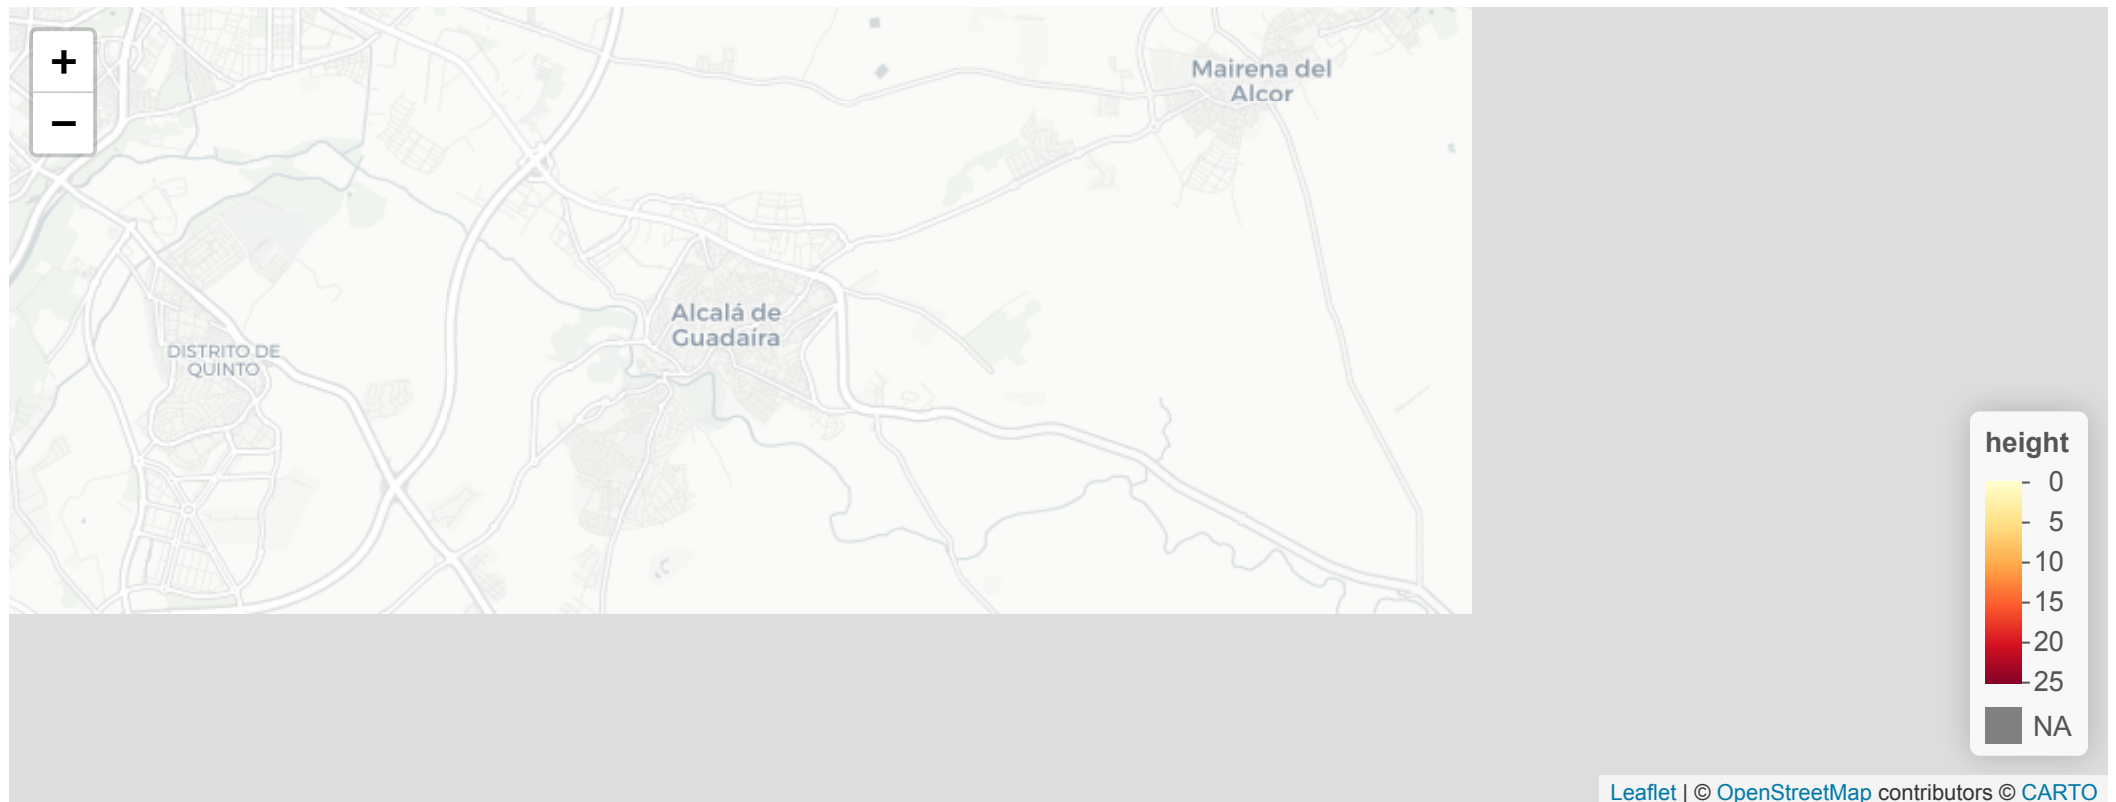 +
−
Mairena del
Alcor
Alcalá de
Guadaíra
DISTRITO DE
QUINTO
height
0
5
10
15
20
25
NA
Leaflet | © OpenStreetMap contributors © CARTO